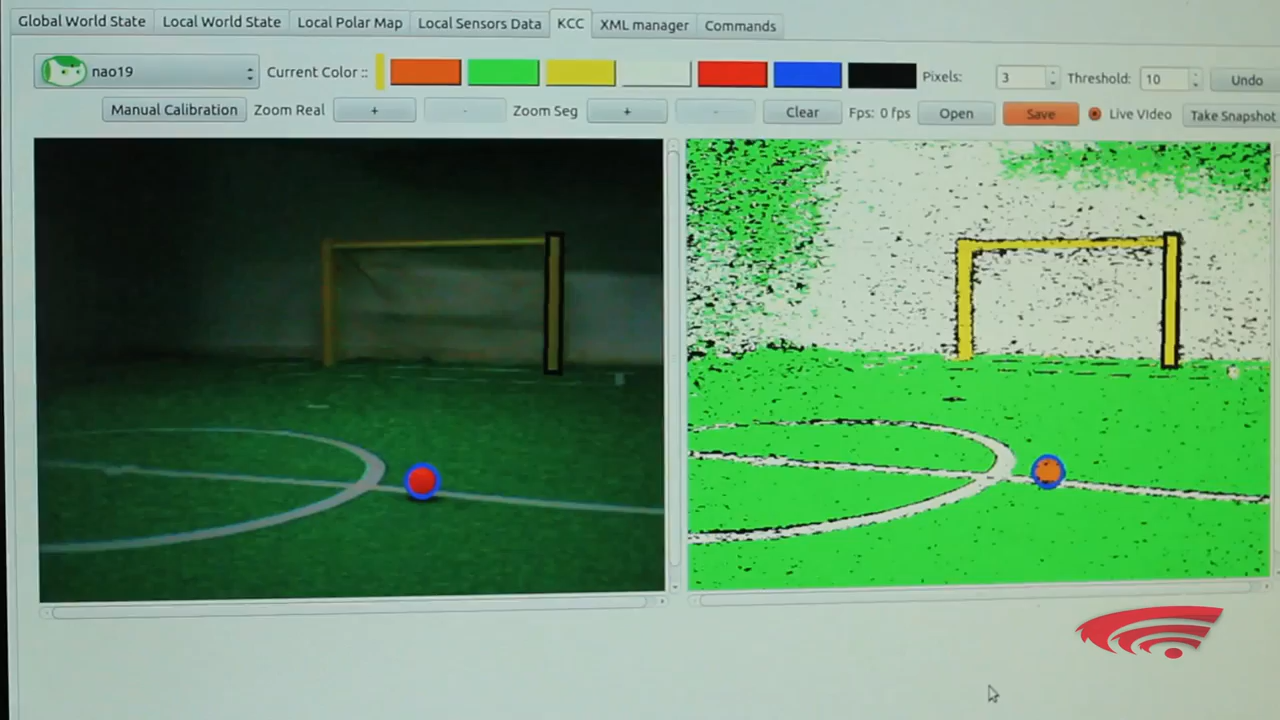 Global World State Local World State Local Polar Map Local Sensors Data KCC XML manager Commands
nao19 Current Color :: Pixels: 3 Threshold: 10 Undo
Manual Calibration Zoom Real + - Zoom Seg + - Clear Fps: 0 fps Open Save Live VIdeo Take Snapshot